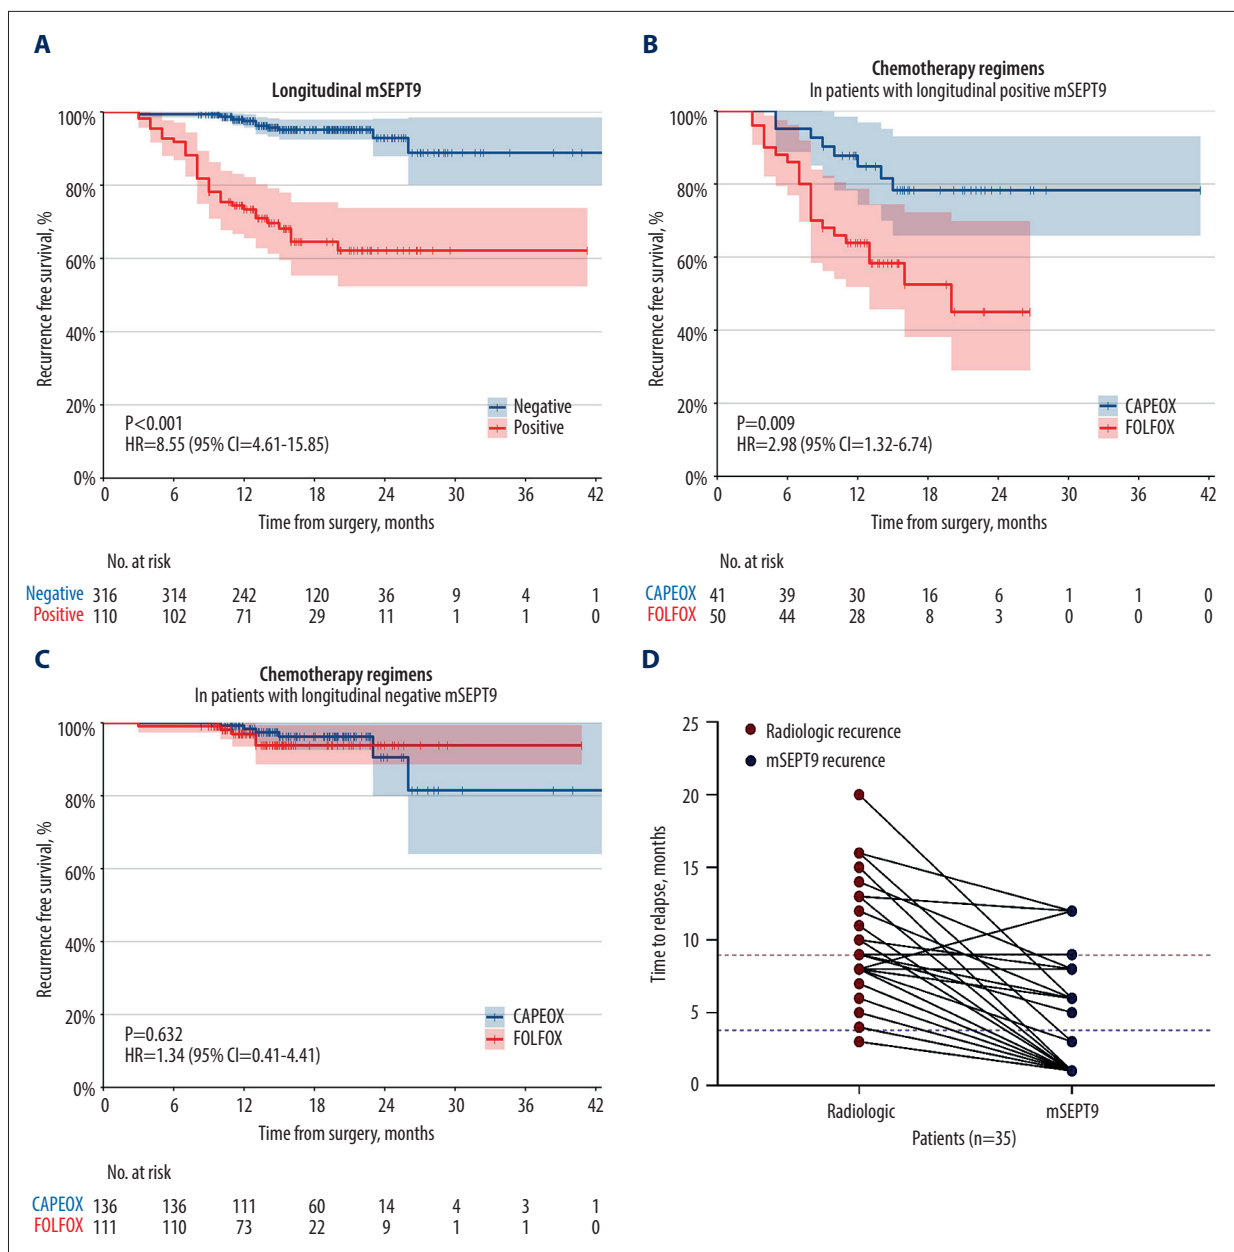 A
Longitudinal mSEPT9
Recurrence free survival, %
100%
80%
60%
40%
20%
0%
Negative
Positive
P<0.001
HR=8.55 (95% CI=4.61-15.85)
0 6 12 18 24 30 36 42
Time from surgery, months
No. at risk
Negative 316 314 242 120 36 9 4 1
Positive 110 102 71 29 11 1 1 0
B
Chemotherapy regimens
In patients with longitudinal positive mSEPT9
Recurrence free survival, %
100%
80%
60%
40%
20%
0%
CAPEOX
FOLFOX
P=0.009
HR=2.98 (95% CI=1.32-6.74)
0 6 12 18 24 30 36 42
Time from surgery, months
No. at risk
CAPEOX 41 39 30 16 6 1 1 0
FOLFOX 50 44 28 8 3 0 0 0
C
Chemotherapy regimens
In patients with longitudinal negative mSEPT9
Recurrence free survival, %
100%
80%
60%
40%
20%
0%
CAPEOX
FOLFOX
P=0.632
HR=1.34 (95% CI=0.41-4.41)
0 6 12 18 24 30 36 42
Time from surgery, months
No. at risk
CAPEOX 136 136 111 60 14 4 3 1
FOLFOX 111 110 73 22 9 1 1 0
D
Time to relapse, months
25
20
15
10
5
0
Radiologic recurence
mSEPT9 recurence
Radiologic mSEPT9
Patients (n=35)